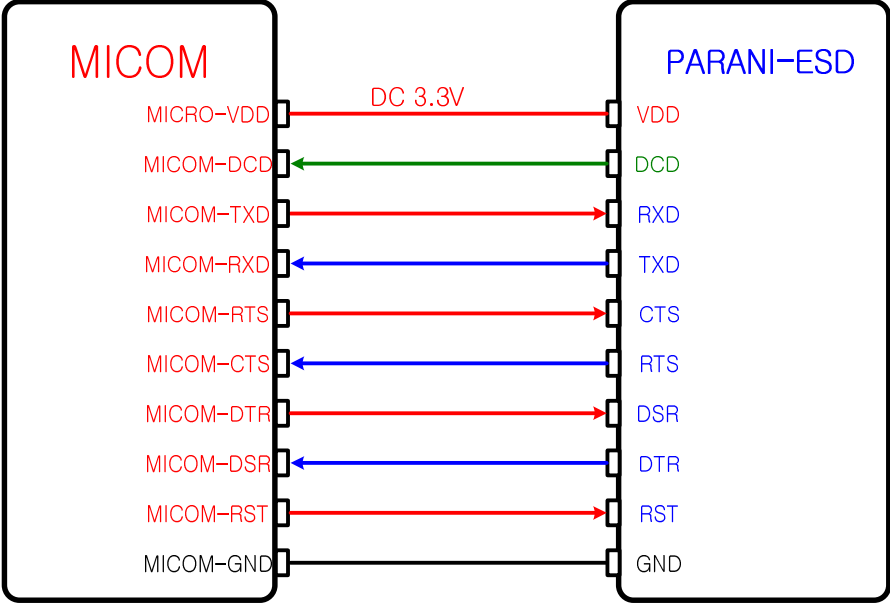 MICOM
PARANI-ESD
DC 3.3V
MICRO-VDD VDD
MICOM-DCD DCD
MICOM-TXD RXD
MICOM-RXD TXD
MICOM-RTS CTS
MICOM-CTS RTS
MICOM-DTR DSR
MICOM-DSR DTR
MICOM-RST RST
MICOM-GND GND